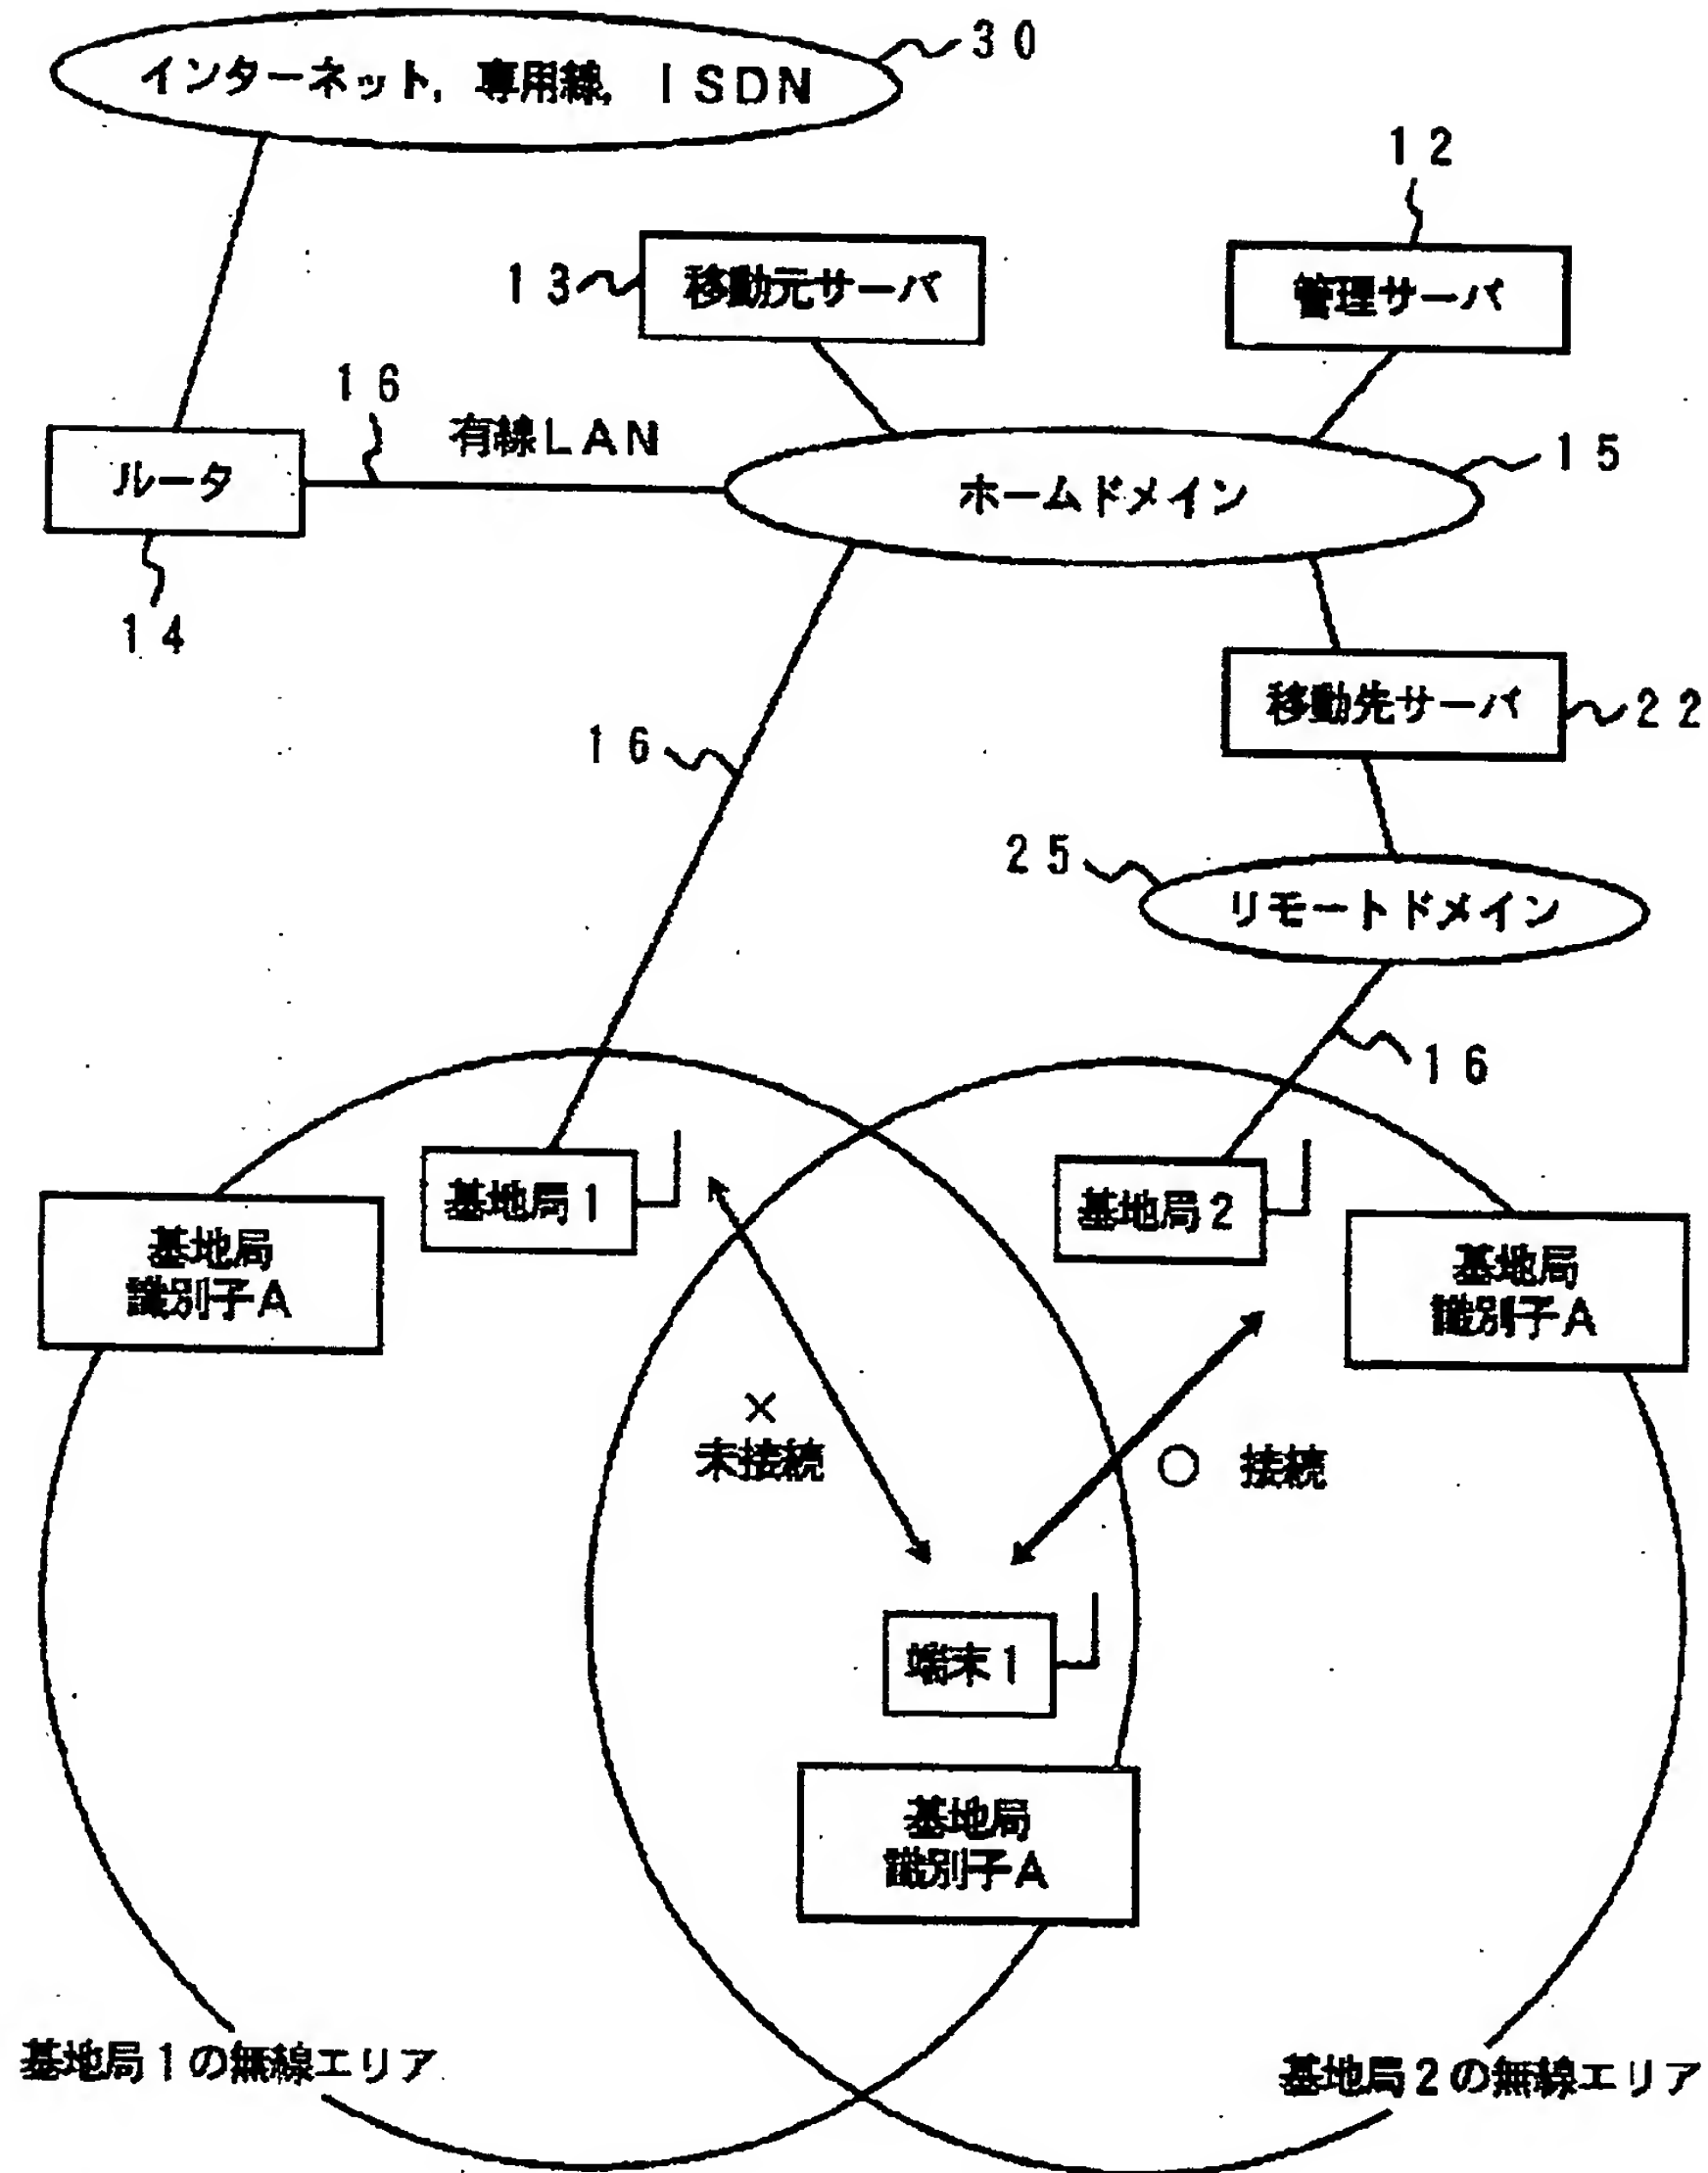 インターネット，専用線，ISDN
30
12
13
移動元サーバ
管理サーバ
16
有線LAN
15
ルータ
ホームドメイン
14
移動先サーバ
22
16
25
リモートドメイン
16
基地局1
基地局2
基地局
識別子A
基地局
識別子A
×
未接続
○ 接続
端末1
基地局
識別子A
基地局1の無線エリア
基地局2の無線エリア